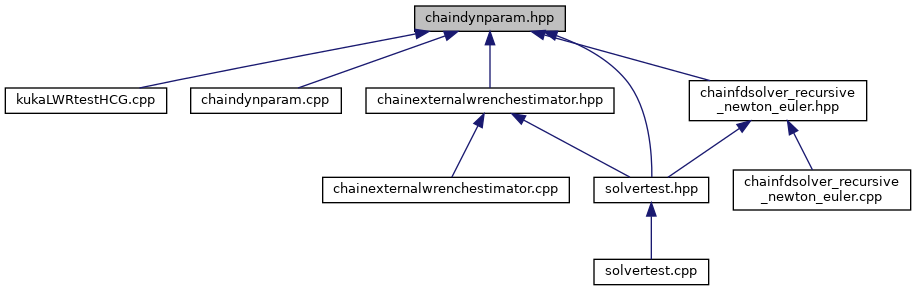 chaindynparam.hpp
kukaLWRtestHCG.cpp
chaindynparam.cpp
chainexternalwrenchestimator.hpp
chainfdsolver_recursive
_newton_euler.hpp
chainexternalwrenchestimator.cpp
solvertest.hpp
chainfdsolver_recursive
_newton_euler.cpp
solvertest.cpp